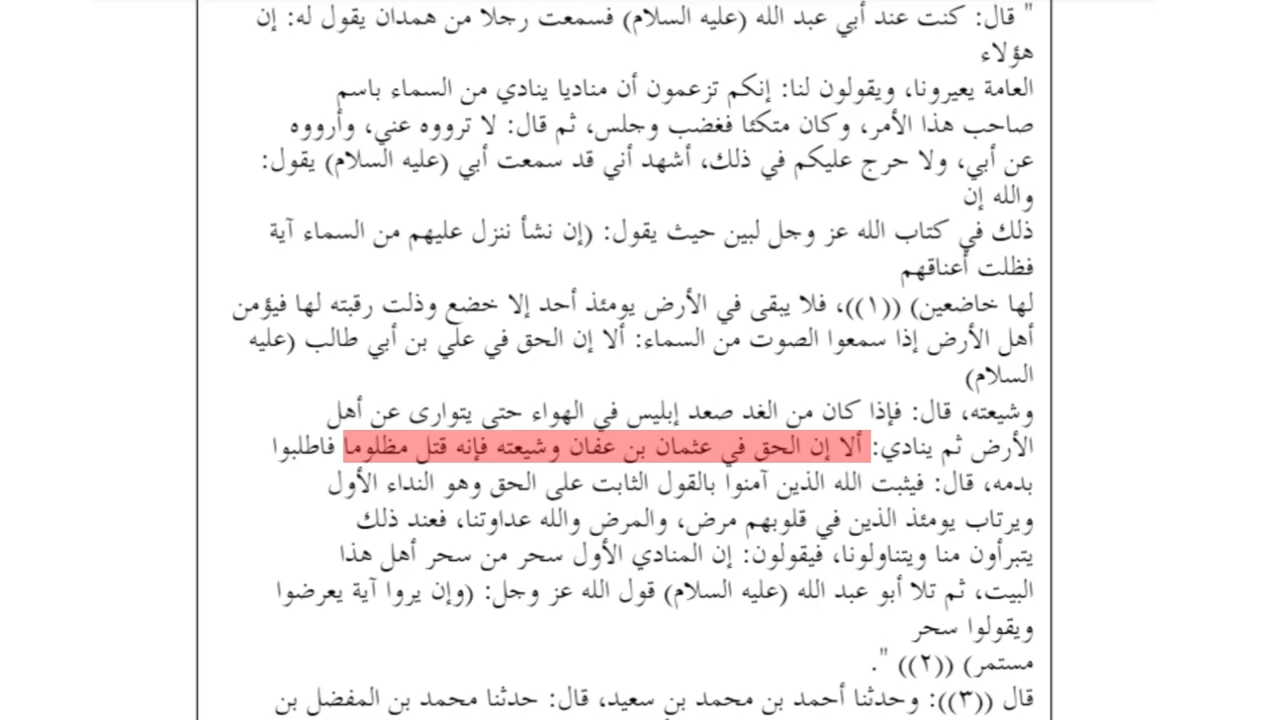 " قال: كنت عند أبي عبد الله (عليه السلام) فسمعت رجلا من همدان يقول له: إن
هؤلاء
العامة يعيرونا، ويقولون لنا: إنكم تزعمون أن مناديا ينادي من السماء باسم
صاحب هذا الأمر، وكان متكئا فغضب وجلس، ثم قال: لا ترووه عني، وأرووه
عن أبي، ولا حرج عليكم في ذلك، أشهد أني قد سمعت أبي (عليه السلام) يقول:
والله إن
ذلك في كتاب الله عز وجل لبين حيث يقول: (إن نشأ ننزل عليهم من السماء آية
فظلت أعناقهم
لها خاضعين) ((١))، فلا يبقى في الأرض يومئذ أحد إلا خضع وذلت رقبته لها فيؤمن
أهل الأرض إذا سمعوا الصوت من السماء: ألا إن الحق في علي بن أبي طالب (عليه
السلام)
وشيعته، قال: فإذا كان من الغد صعد إبليس في الهواء حتى يتوارى عن أهل
الأرض ثم ينادي: ألا إن الحق في عثمان بن عفان وشيعته فإنه قتل مظلوما فاطلبوا
بدمه، قال: فيثبت الله الذين آمنوا بالقول الثابت على الحق وهو النداء الأول
ويرتاب يومئذ الذين في قلوبهم مرض، والمرض والله عداوتنا، فعند ذلك
يتبرأون منا ويتناولونا، فيقولون: إن المنادي الأول سحر من سحر أهل هذا
البيت، ثم تلا أبو عبد الله (عليه السلام) قول الله عز وجل: (وإن يروا آية يعرضوا
ويقولوا سحر
مستمر) ((٢)) ".
قال ((٣)): وحدثنا أحمد بن محمد بن سعيد، قال: حدثنا محمد بن المفضل بن